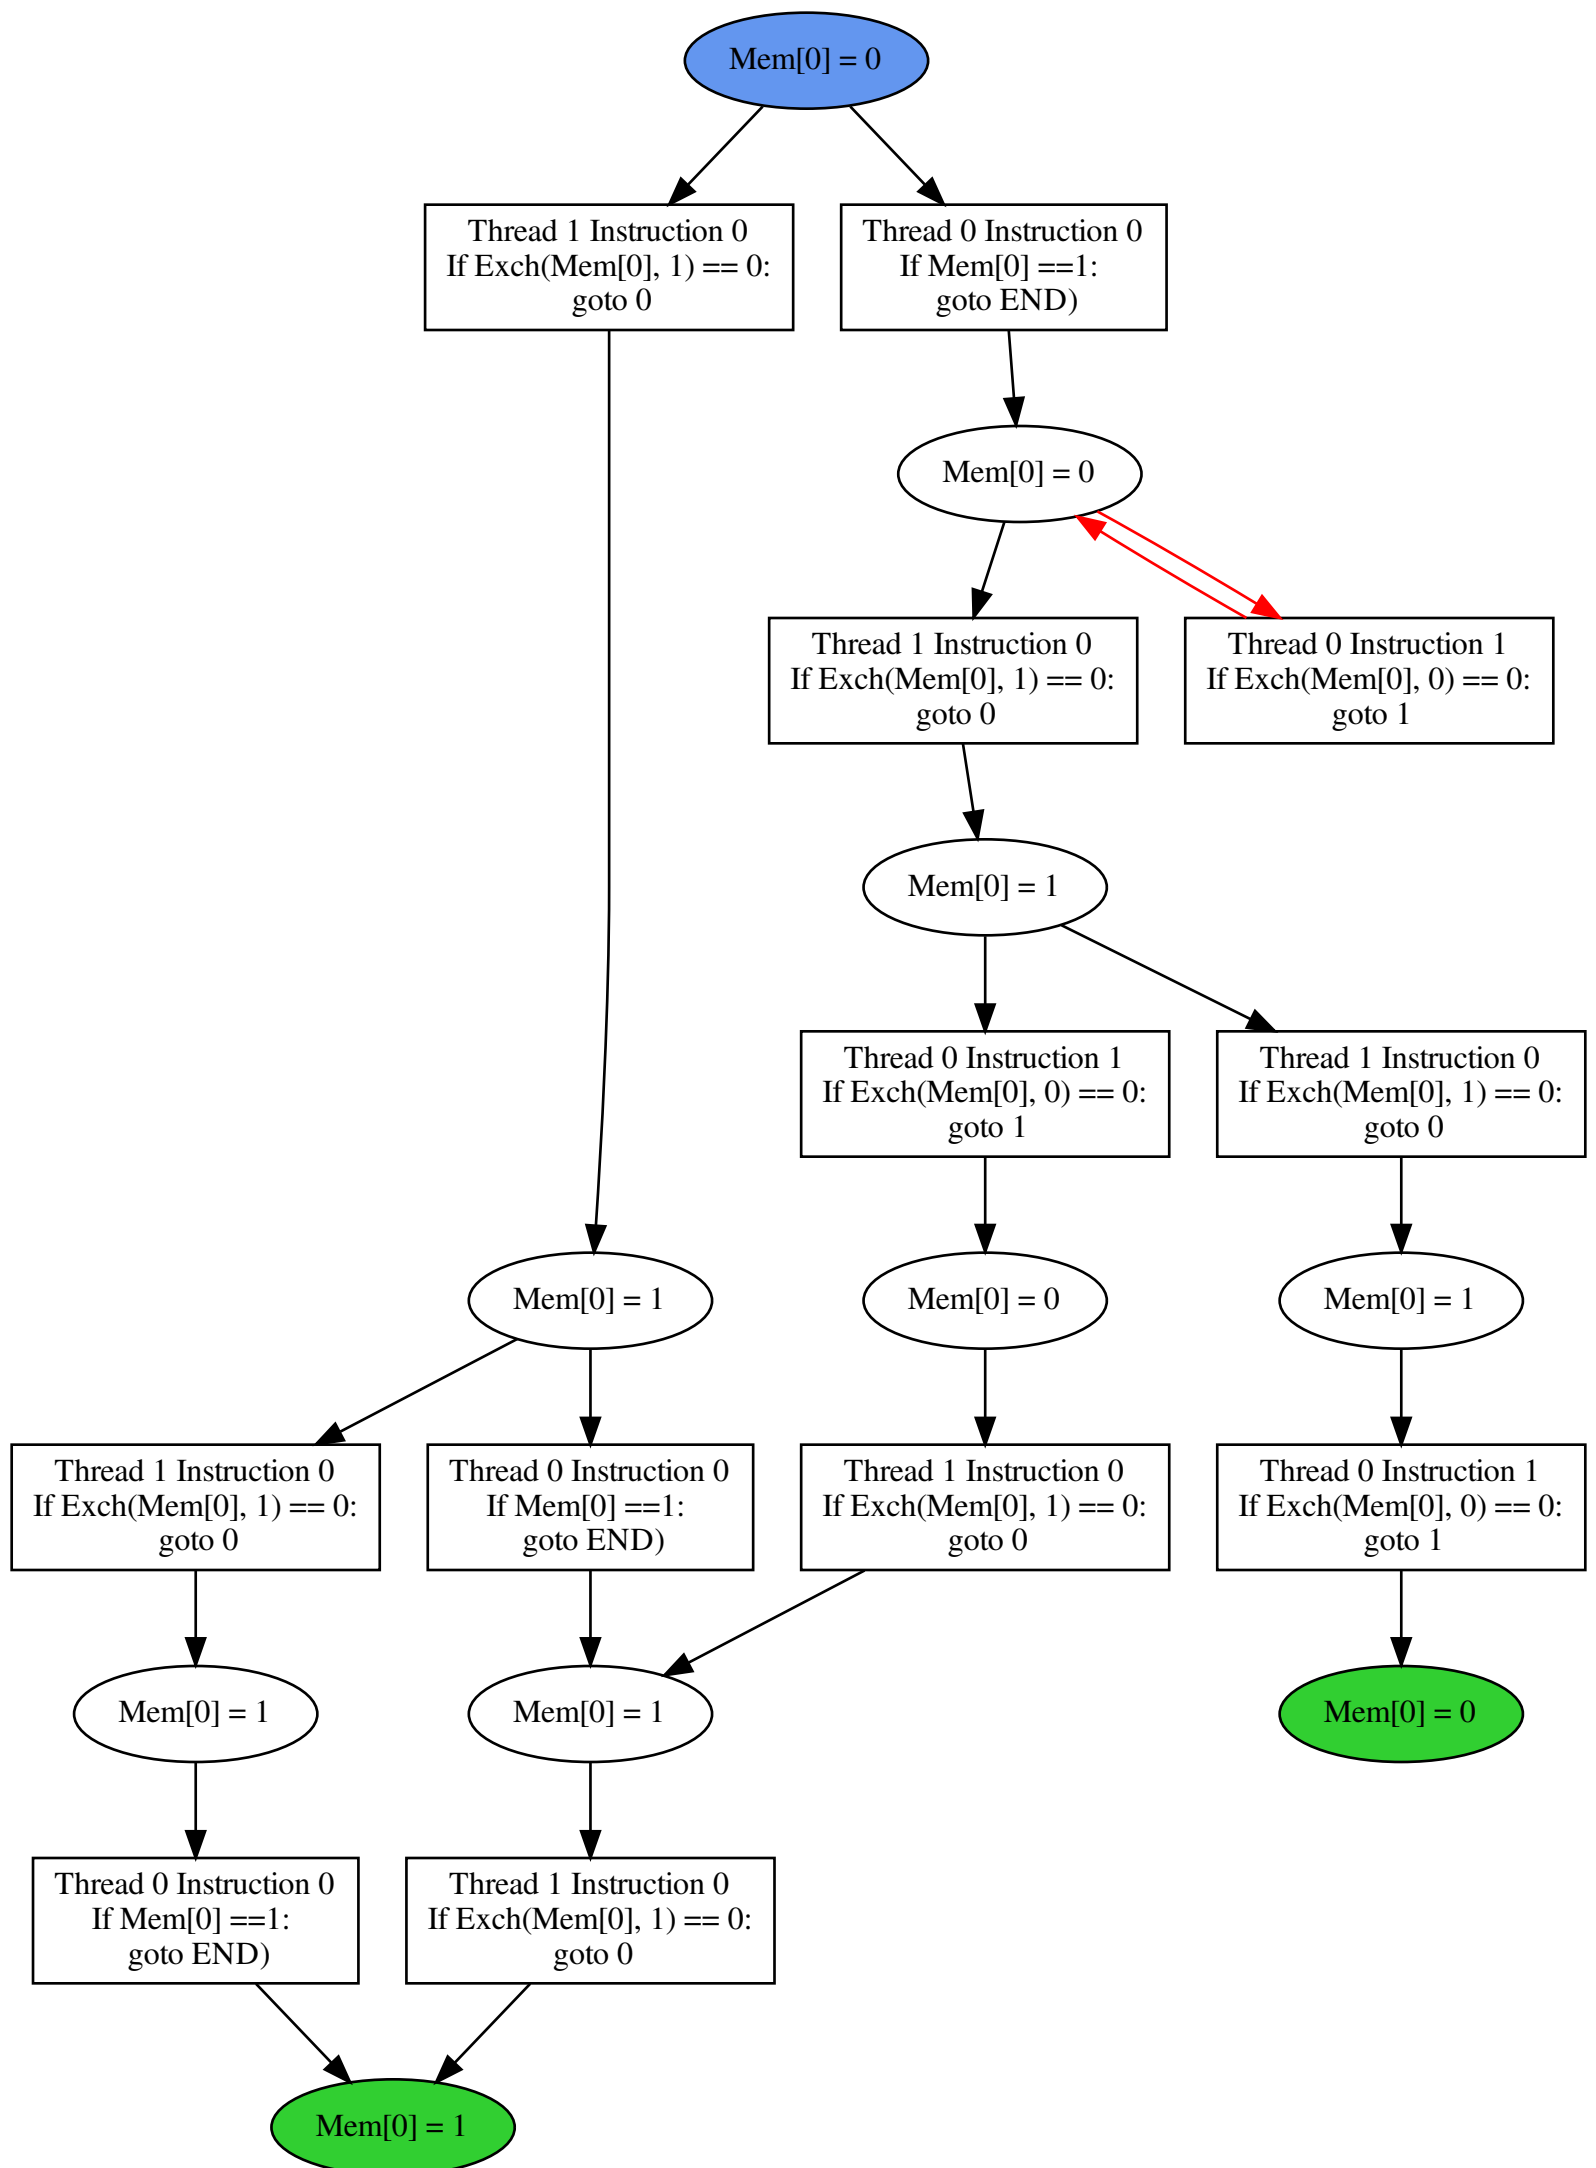 Mem[0] = 0
Thread 1 Instruction 0
If Exch(Mem[0], 1) == 0:
goto 0
Thread 0 Instruction 0
If Mem[0] ==1:
goto END)
Mem[0] = 0
Thread 1 Instruction 0
If Exch(Mem[0], 1) == 0:
goto 0
Thread 0 Instruction 1
If Exch(Mem[0], 0) == 0:
goto 1
Mem[0] = 1
Thread 0 Instruction 1
If Exch(Mem[0], 0) == 0:
goto 1
Thread 1 Instruction 0
If Exch(Mem[0], 1) == 0:
goto 0
Mem[0] = 1
Mem[0] = 0
Mem[0] = 1
Thread 1 Instruction 0
If Exch(Mem[0], 1) == 0:
goto 0
Thread 0 Instruction 0
If Mem[0] ==1:
goto END)
Thread 1 Instruction 0
If Exch(Mem[0], 1) == 0:
goto 0
Thread 0 Instruction 1
If Exch(Mem[0], 0) == 0:
goto 1
Mem[0] = 1
Mem[0] = 1
Mem[0] = 0
Thread 0 Instruction 0
If Mem[0] ==1:
goto END)
Thread 1 Instruction 0
If Exch(Mem[0], 1) == 0:
goto 0
Mem[0] = 1